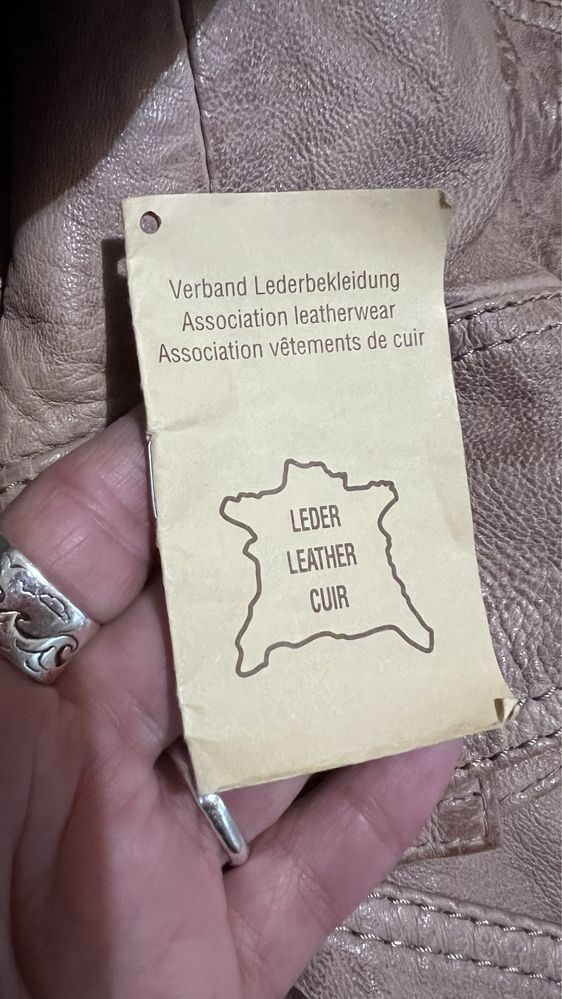 Verband Lederbekleidung
Association leatherwear
Association vêtements de cuir
LEDER
LEATHER
CUIR